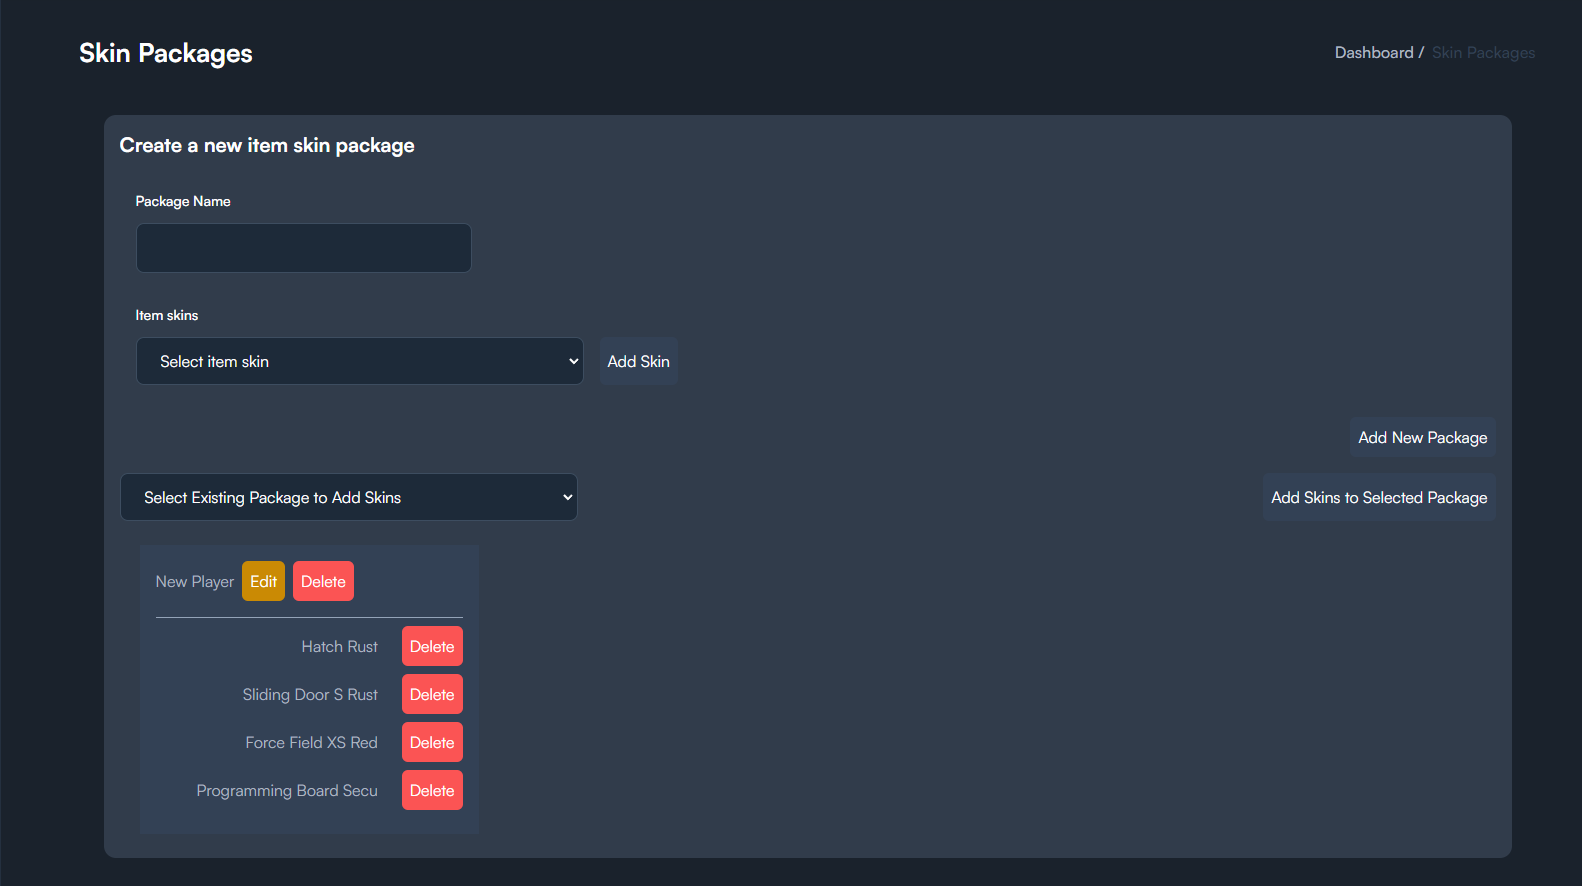 Skin Packages
Dashboard / Skin Packages
Create a new item skin package
Package Name
Item skins
Select item skin
Add Skin
Add New Package
Select Existing Package to Add Skins
Add Skins to Selected Package
New Player Edit Delete
Hatch Rust Delete
Sliding Door S Rust Delete
Force Field XS Red Delete
Programming Board Secu Delete